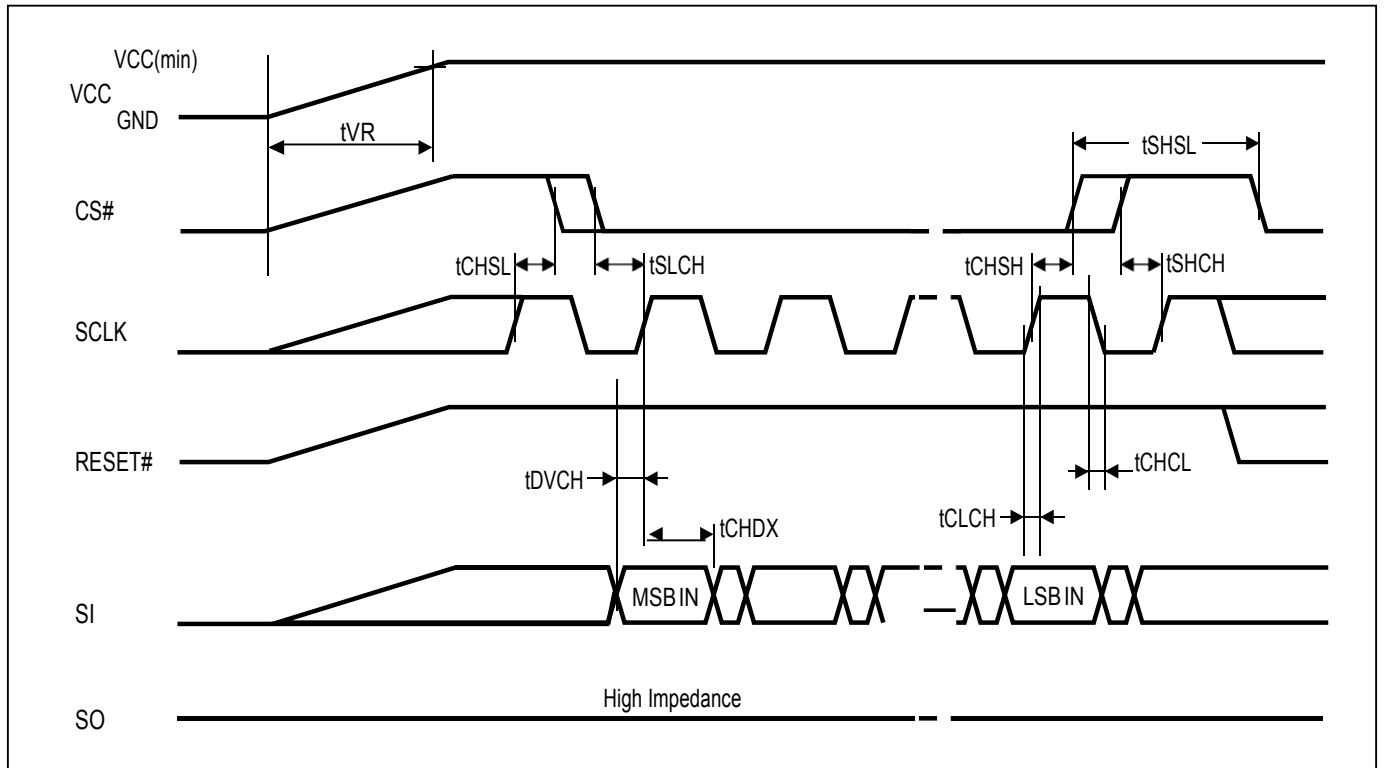 VCC(min)
VCC
GND
tVR
tSHSL
CS#
tCHSL
tSLCH
tCHSH
tSHCH
SCLK
RESET#
tDVCH
tCHCL
tCLCH
tCHDX
SI
MSB IN
LSB IN
High Impedance
SO